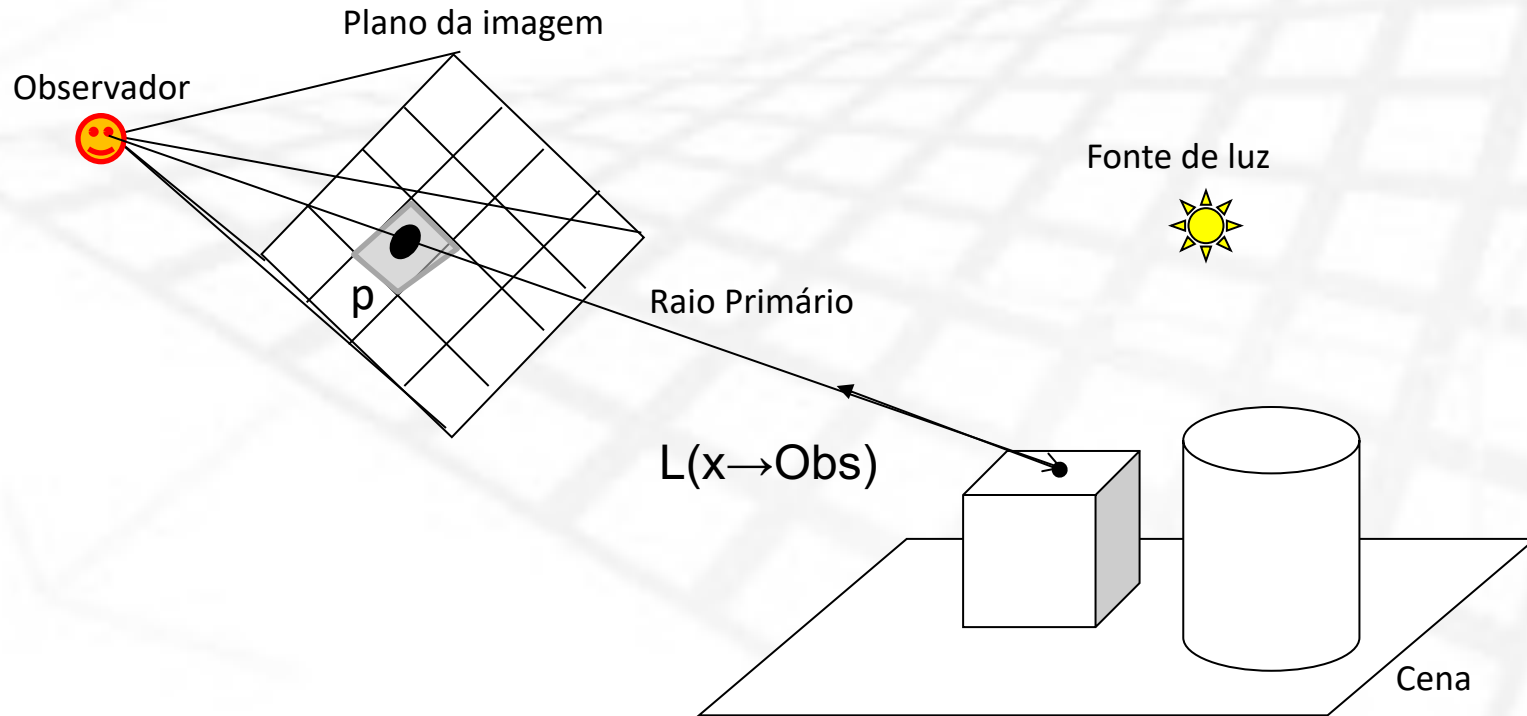 Plano da imagem
Observador
Fonte de luz
p
Raio Primário
L(x→Obs)
Cena